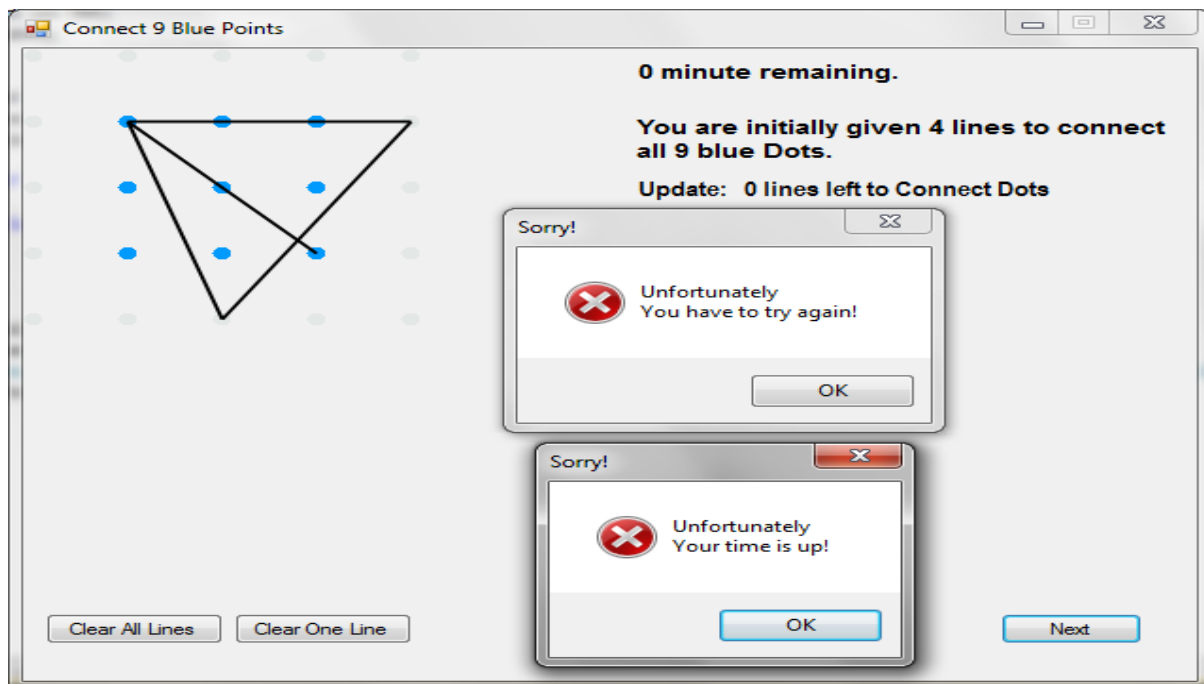 Connect 9 Blue Points
0 minute remaining.
You are initially given 4 lines to connect
all 9 blue Dots.
Update: 0 lines left to Connect Dots
Sorry!
Unfortunately
You have to try again!
OK
Sorry!
Unfortunately
Your time is up!
OK
Clear All Lines Clear One Line Next